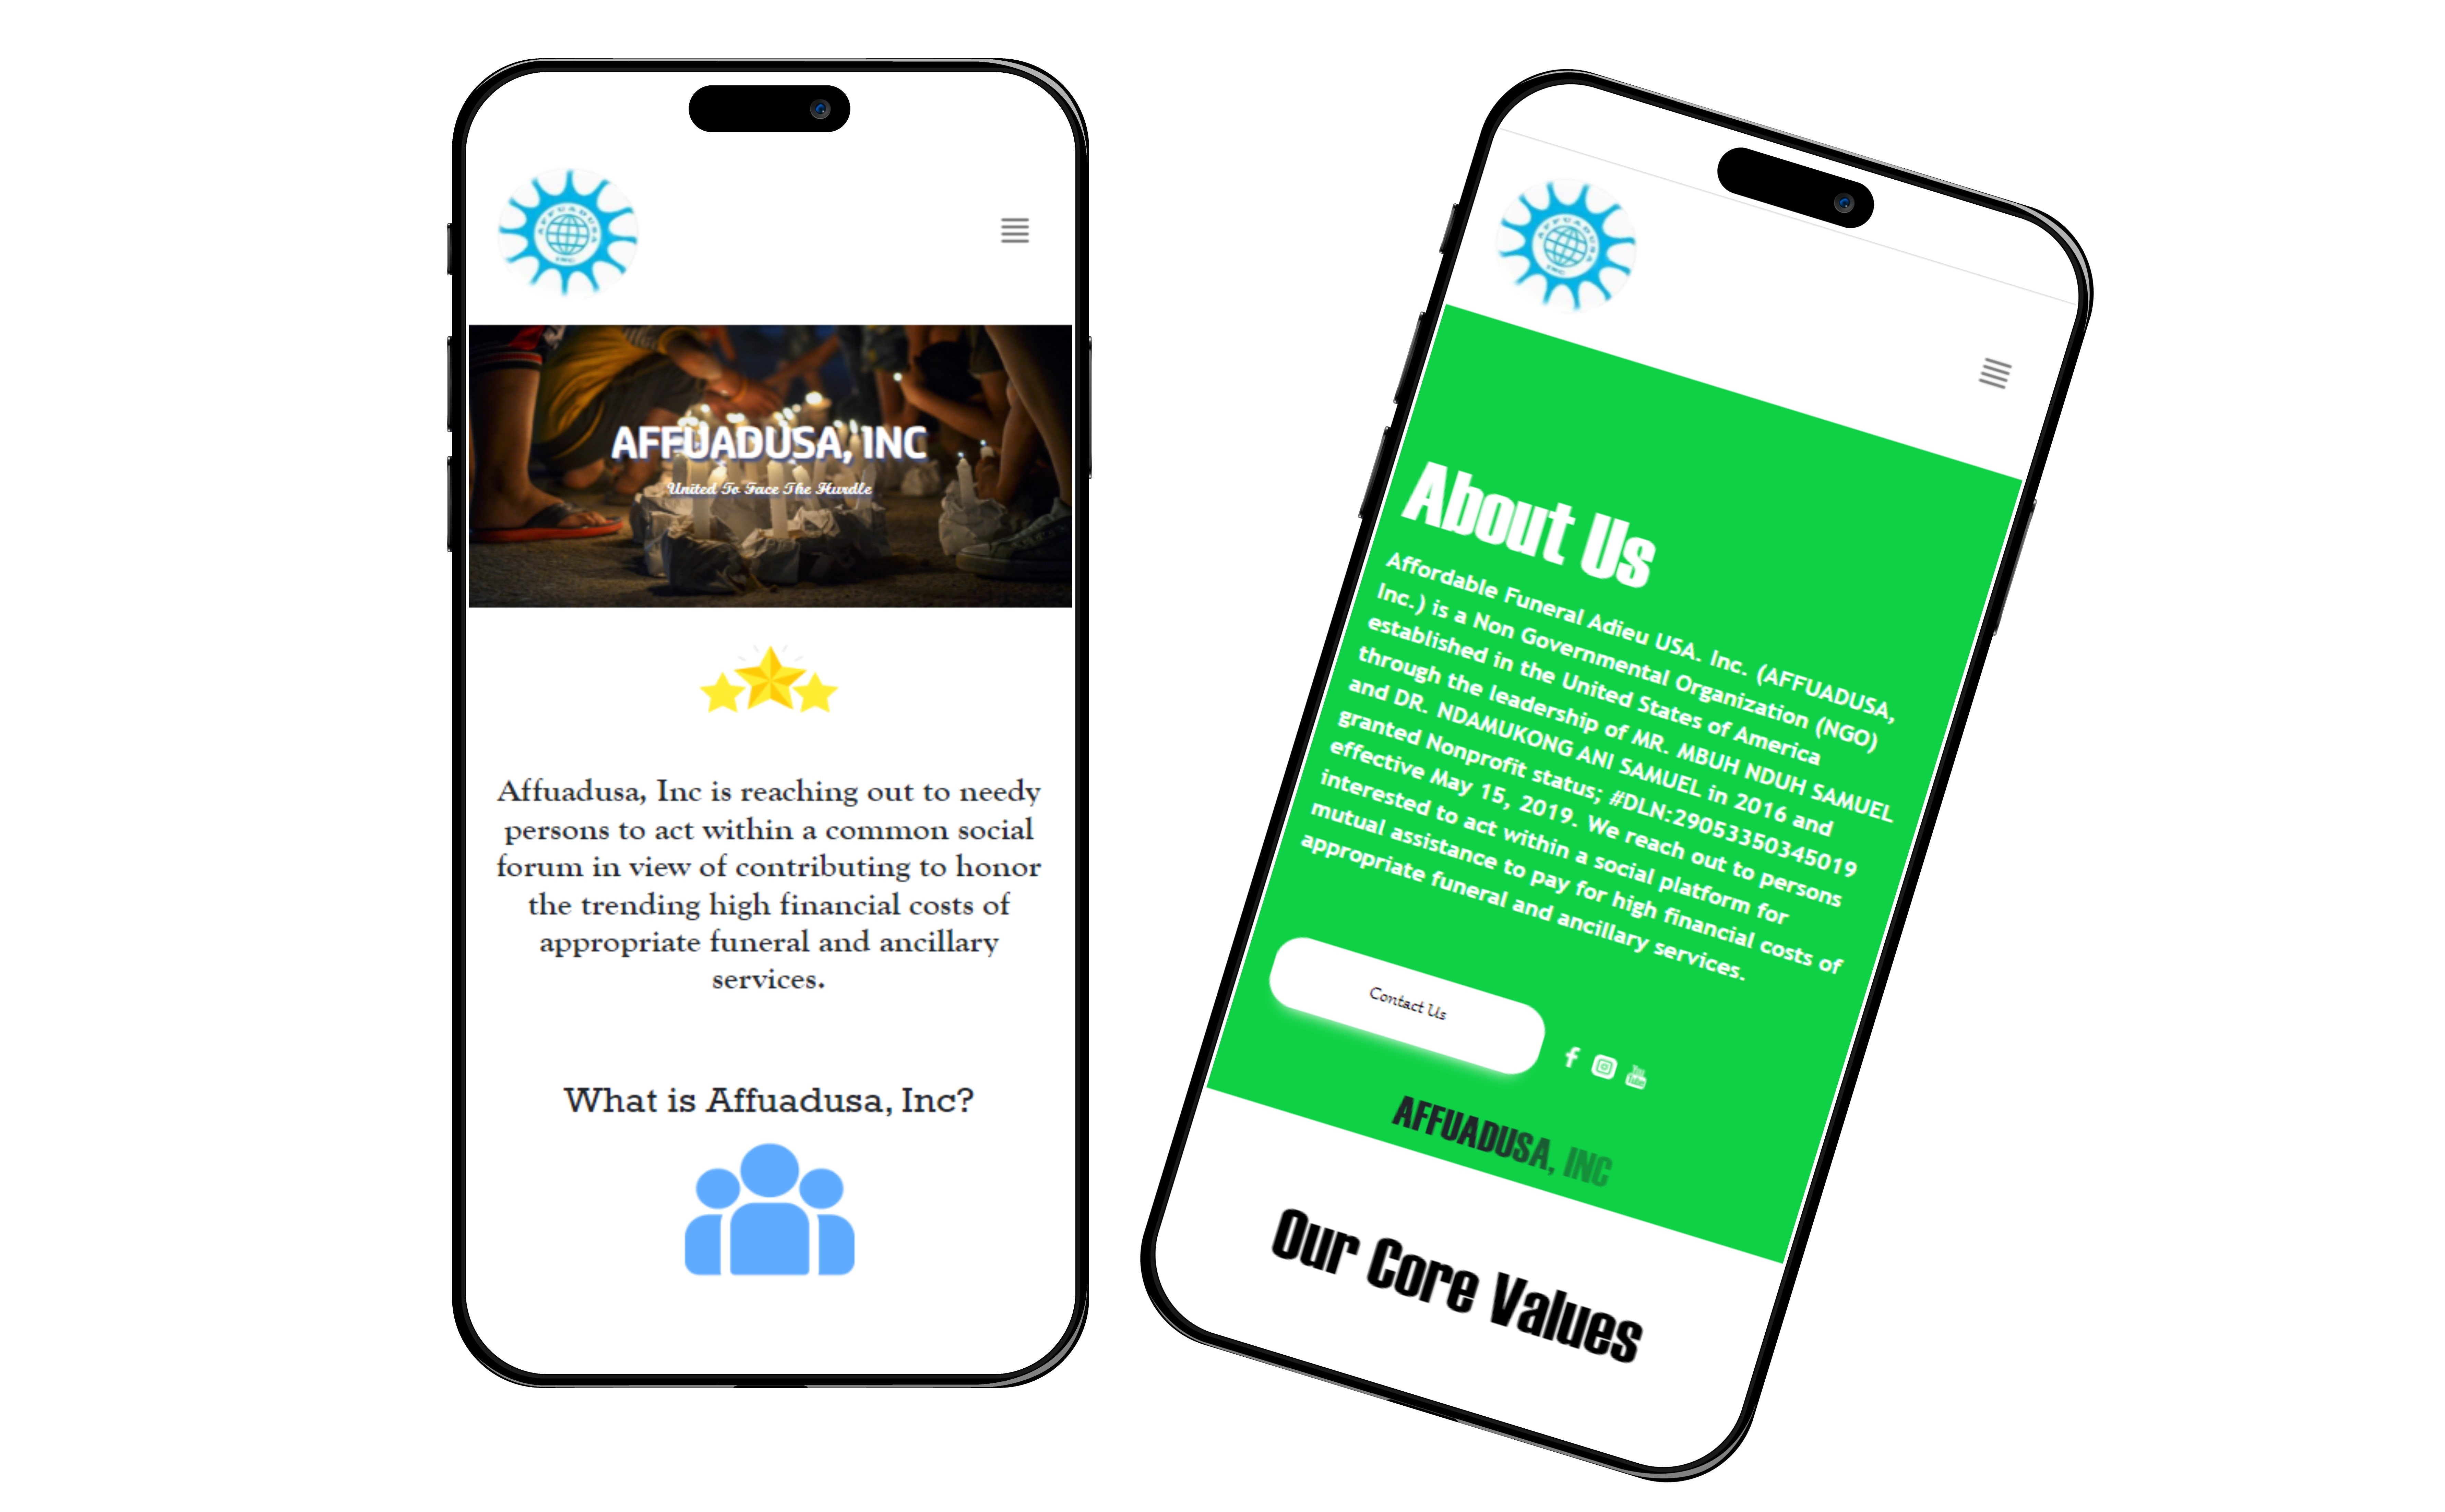 AFFUADUSA
INC
AFFUADUSA, INC
United To Face The Hurdle
Affuadusa, Inc is reaching out to needy
persons to act within a common social
forum in view of contributing to honor
the trending high financial costs of
appropriate funeral and ancillary
services.
What is Affuadusa, Inc?
AFFUADUSA
INC
About Us
Affordable Funeral Adieu USA. Inc. (AFFUADUSA,
Inc.) is a Non Governmental Organization (NGO)
established in the United States of America
through the leadership of MR. MBUH NDUH SAMUEL
and DR. NDAMUKONG ANI SAMUEL in 2016 and
granted Nonprofit status; #DLN:29053350345019
effective May 15, 2019. We reach out to persons
interested to act within a social platform for
mutual assistance to pay for high financial costs of
appropriate funeral and ancillary services.
Contact Us
You
Tube
AFFUADUSA, INC
Our Core Values